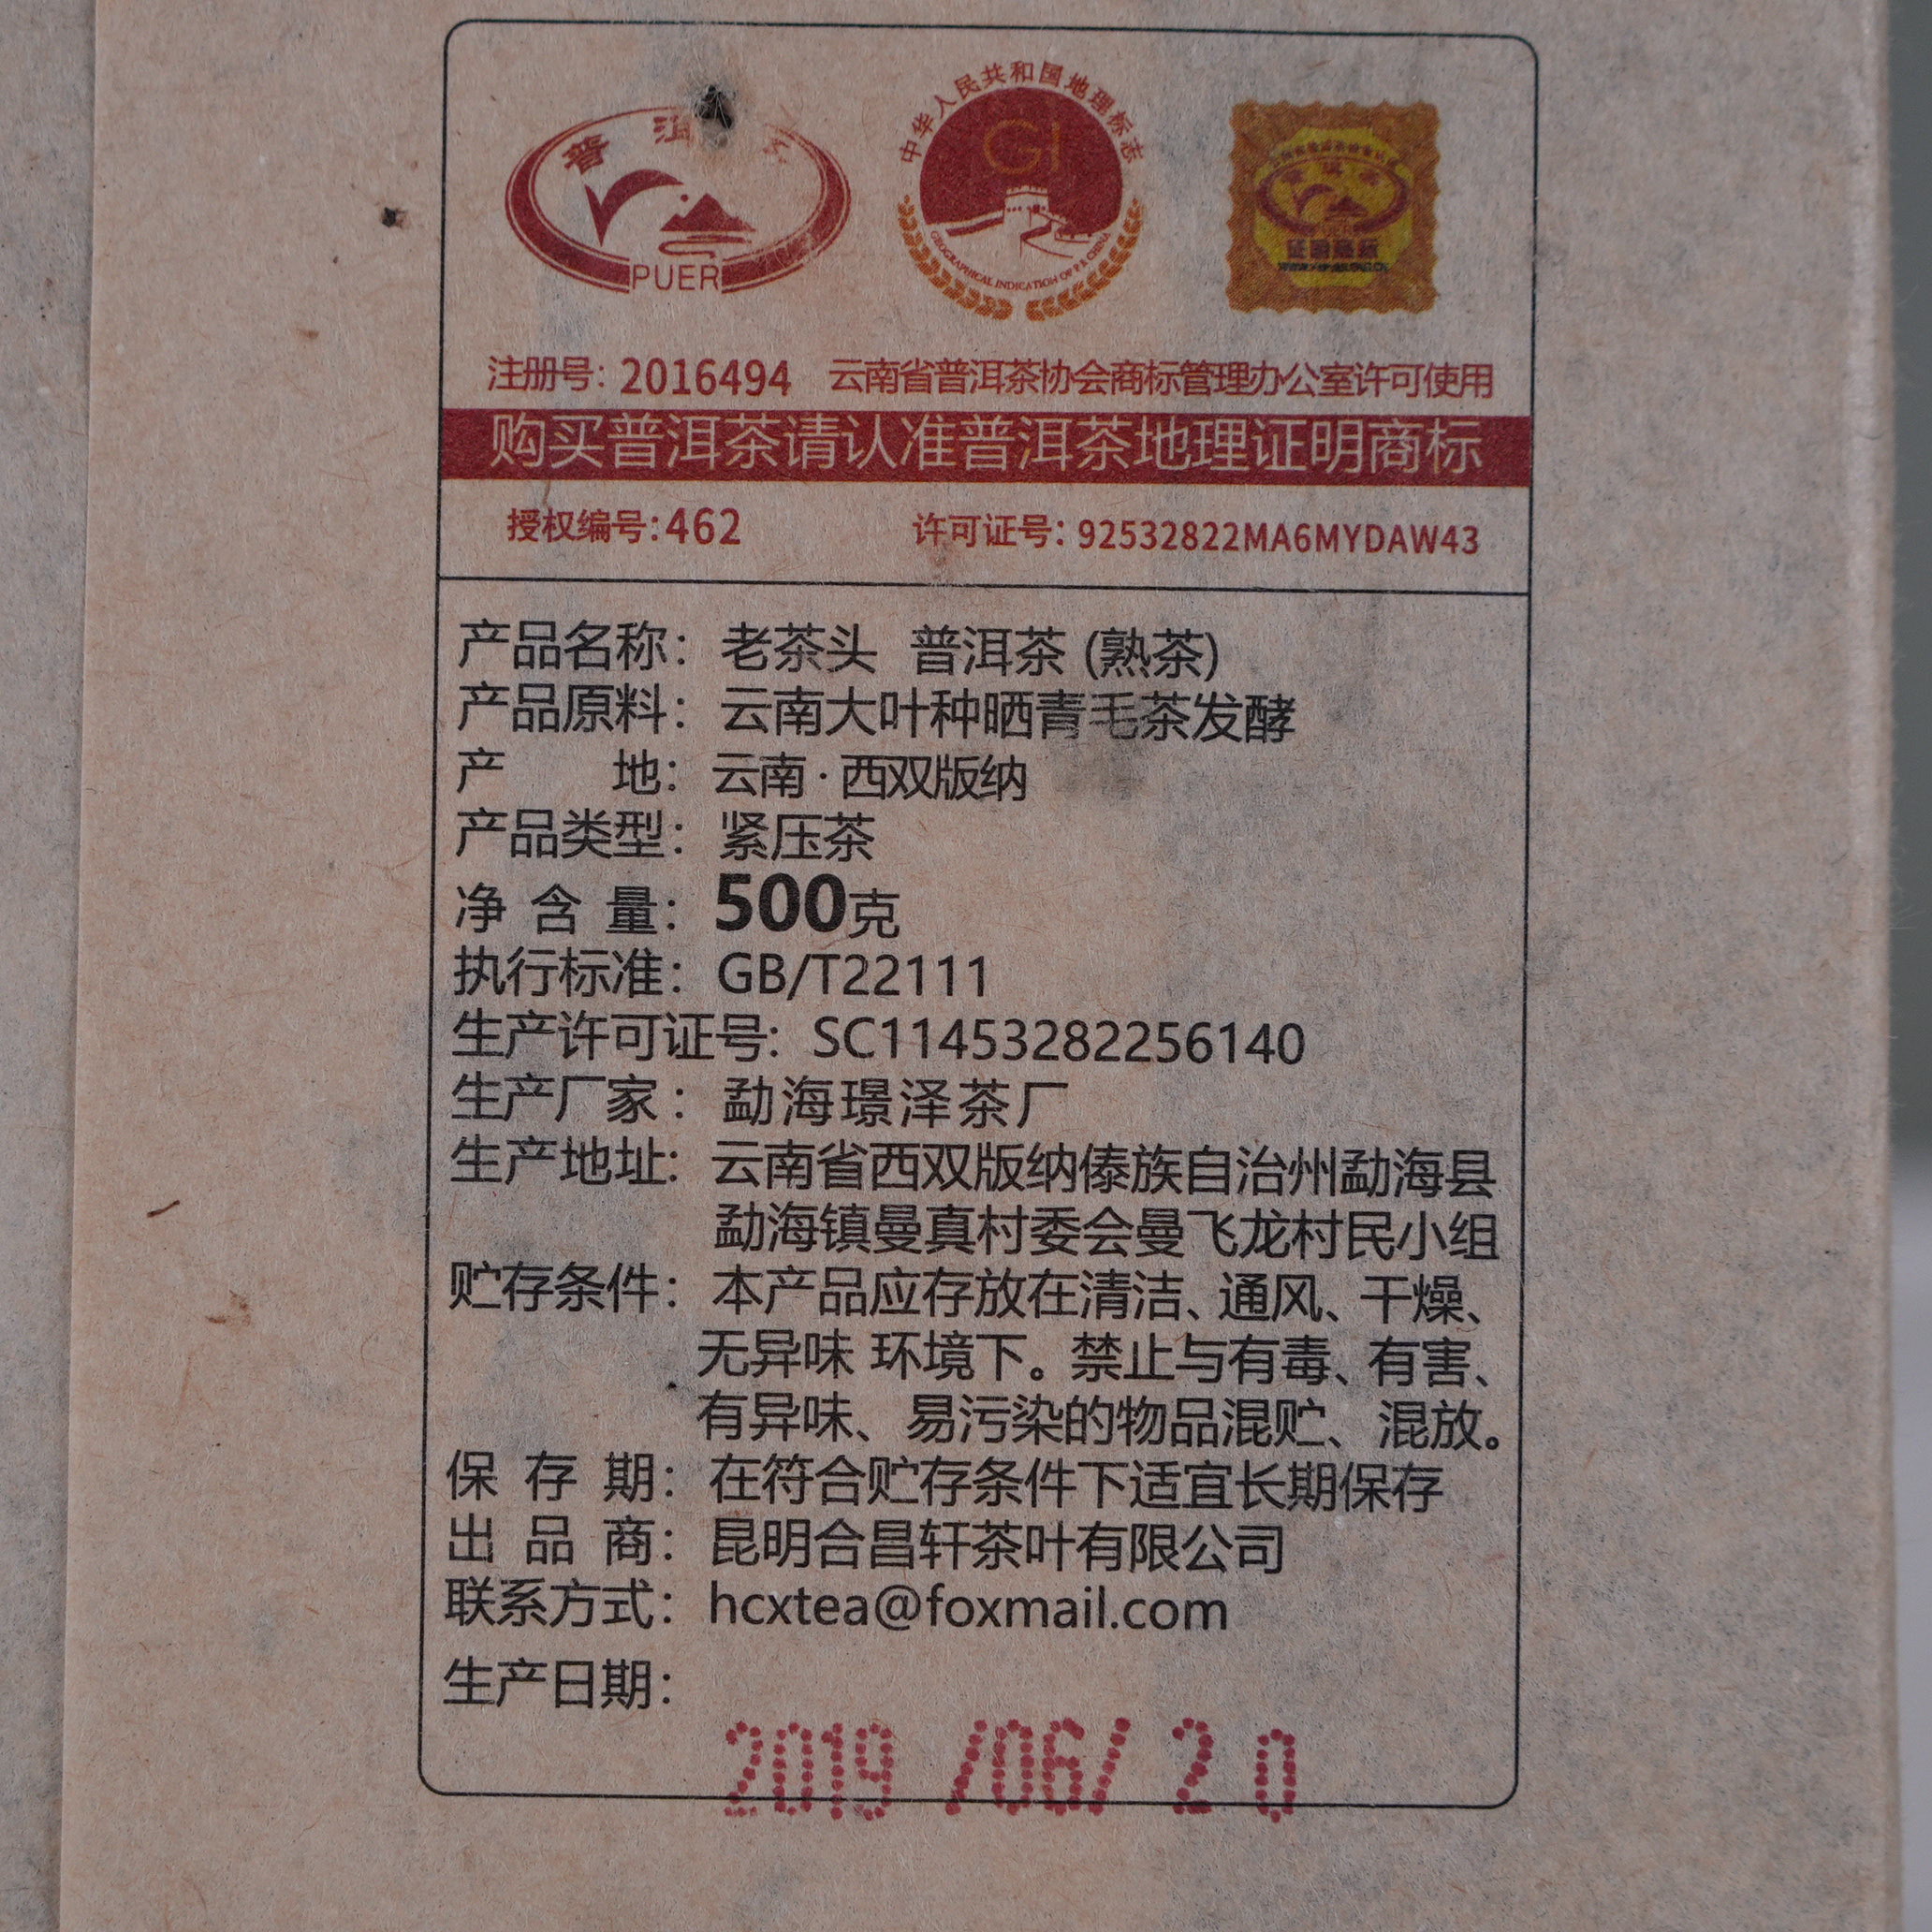 普洱
PUER
中华人民共和国地理标志
GI
GEOGRAPHICAL INDICATION OF P.R.CHINA
PUER
证明商标
注册号：2016494 云南省普洱茶协会商标管理办公室许可使用
购买普洱茶请认准普洱茶地理证明商标
授权编号：462 许可证号：92532822MA6MYDAW43
产品名称：老茶头 普洱茶 (熟茶)
产品原料：云南大叶种晒青毛茶发酵
产 地：云南·西双版纳
产品类型：紧压茶
净 含 量：500克
执行标准：GB/T22111
生产许可证号：SC11453282256140
生产厂家：勐海璟泽茶厂
生产地址：云南省西双版纳傣族自治州勐海县
勐海镇曼真村委会曼飞龙村民小组
贮存条件：本产品应存放在清洁、通风、干燥、
无异味 环境下。禁止与有毒、有害、
有异味、易污染的物品混贮、混放。
保 存 期：在符合贮存条件下适宜长期保存
出 品 商：昆明合昌轩茶叶有限公司
联系方式：hcxtea@foxmail.com
生产日期：
2019/06/20